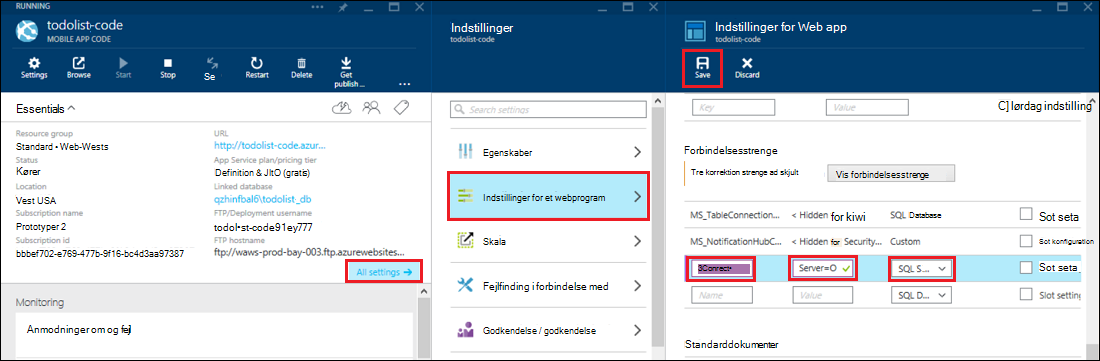 RUNNING
todolist-code
MOBILE APP CODE
Settings
Browse
Start
Stop
Se
Restart
Delete
Get publish ...
Essentials
Resource group
Standard • Web-Wests
Status
Kører
Location
Vest USA
Subscription name
Prototyper 2
Subscription id
bbbef702-e769-477b-9f16-bc4d3aa97387
URL
http://todolist-code.azur...
App Service plan/pricing tier
Definition & JItO (gratis)
Linked database
qzhinfbal6\todolist_db
FTP/Deployment username
todol•st-code91ey777
FTP hostname
ftp://waws-prod-bay-003.ftp.azurewebsites...
All settings →
Monitoring
Anmodninger om og fejl
Indstillinger
todolist-code
Search settings
Egenskaber
Indstillinger for et webprogram
Skala
Fejlfinding i forbindelse med
Godkendelse / godkendelse
Indstillinger for Web app
todolist-code
Save
Discard
Key
Value
C] lørdag indstilling
Forbindelsesstrenge
Tre korrektion strenge ad skjult
Vis forbindelsesstrenge
MS_TableConnection...
< Hidden for kiwi
SQL Database
Sot seta
MS_NotificationHubC...
< Hidden for Security...
Custom
Sot konfiguration
Server=O
SQL S...
Sot seta
Name
Value
SQL D...
Slot setting
Standarddokumenter